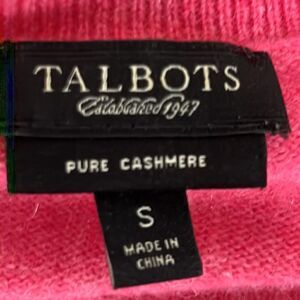 TALBOTS
Established 1947
PURE CASHMERE
S
MADE IN
CHINA